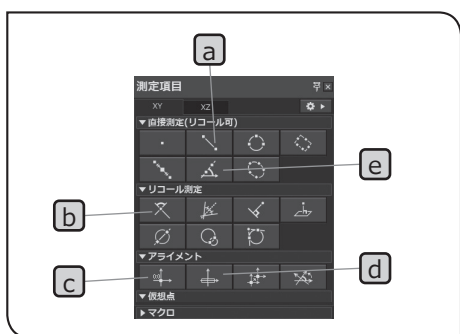 a
測定項目
XY XZ
▼直接測定(リコール可)
e
▼リコール測定
b
▼アライメント
c
d
▼仮想点
▶マクロ